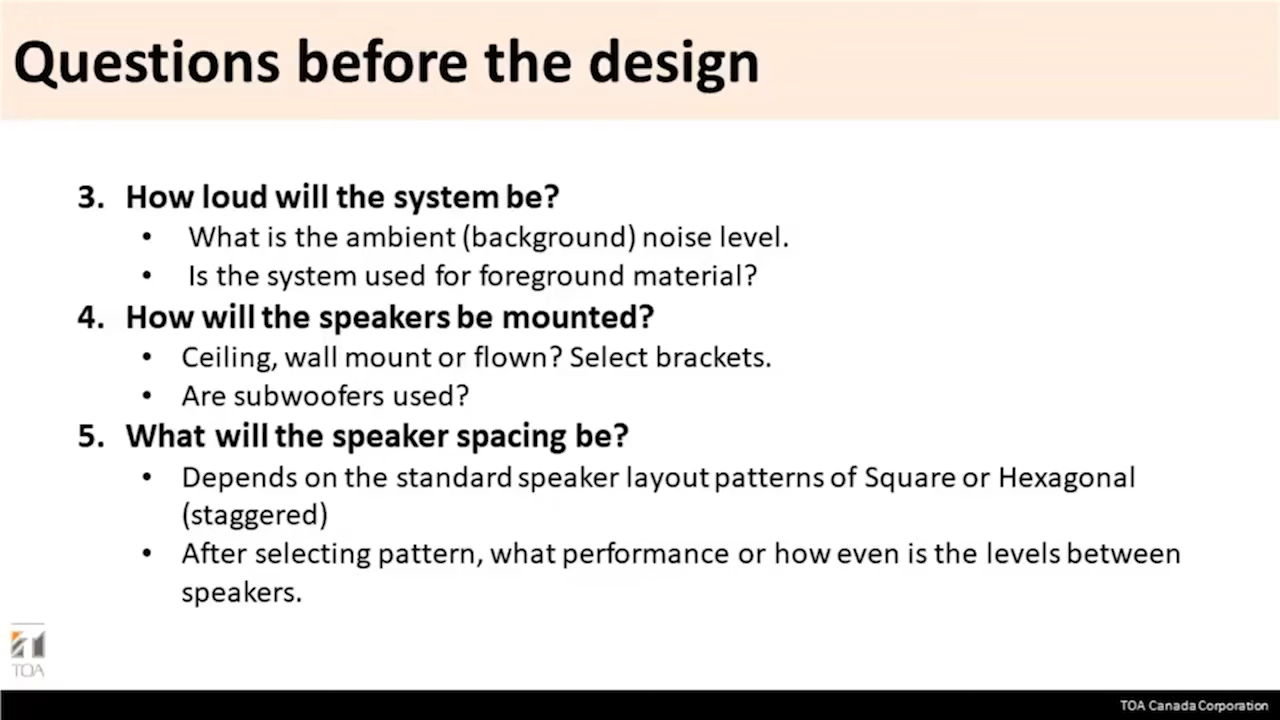 Questions before the design
3. How loud will the system be?
• What is the ambient (background) noise level.
• Is the system used for foreground material?
4. How will the speakers be mounted?
• Ceiling, wall mount or flown? Select brackets.
• Are subwoofers used?
5. What will the speaker spacing be?
• Depends on the standard speaker layout patterns of Square or Hexagonal
(staggered)
• After selecting pattern, what performance or how even is the levels between
speakers.
TOA
TOA Canada Corporation